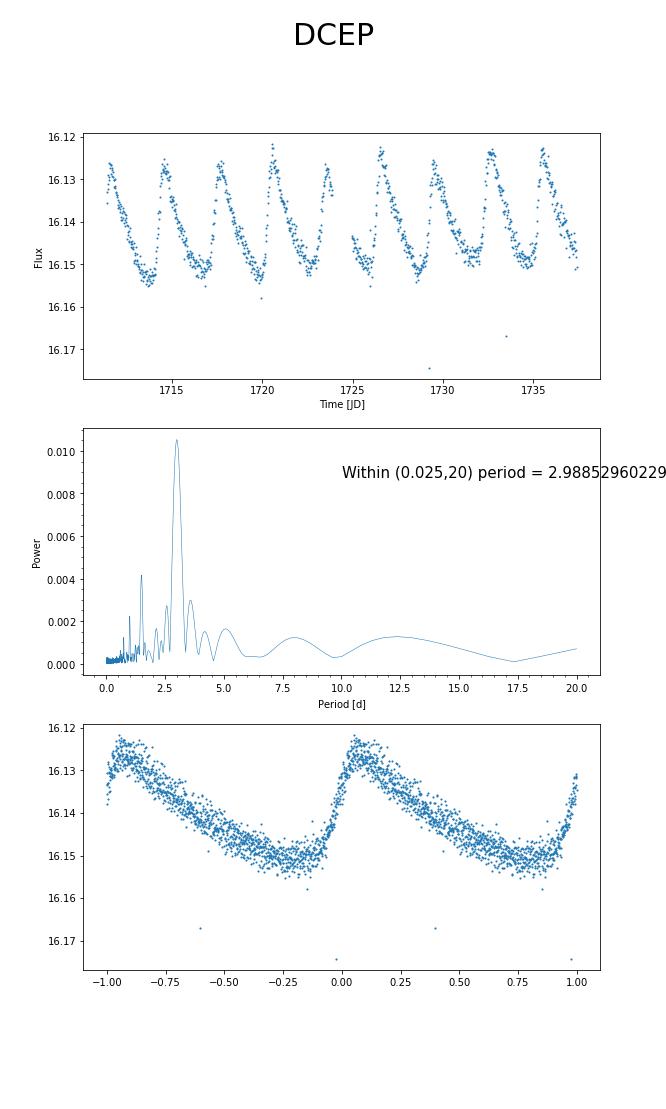 DCEP
16.12
16.13
16.14
16.15
16.16
16.17
Flux
1715 1720 1725 1730 1735
Time [JD]
Within (0.025,20) period = 2.98852960229
0.010
0.008
0.006
0.004
0.002
0.000
Power
0.0 2.5 5.0 7.5 10.0 12.5 15.0 17.5 20.0
Period [d]
16.12
16.13
16.14
16.15
16.16
16.17
−1.00 −0.75 −0.50 −0.25 0.00 0.25 0.50 0.75 1.00